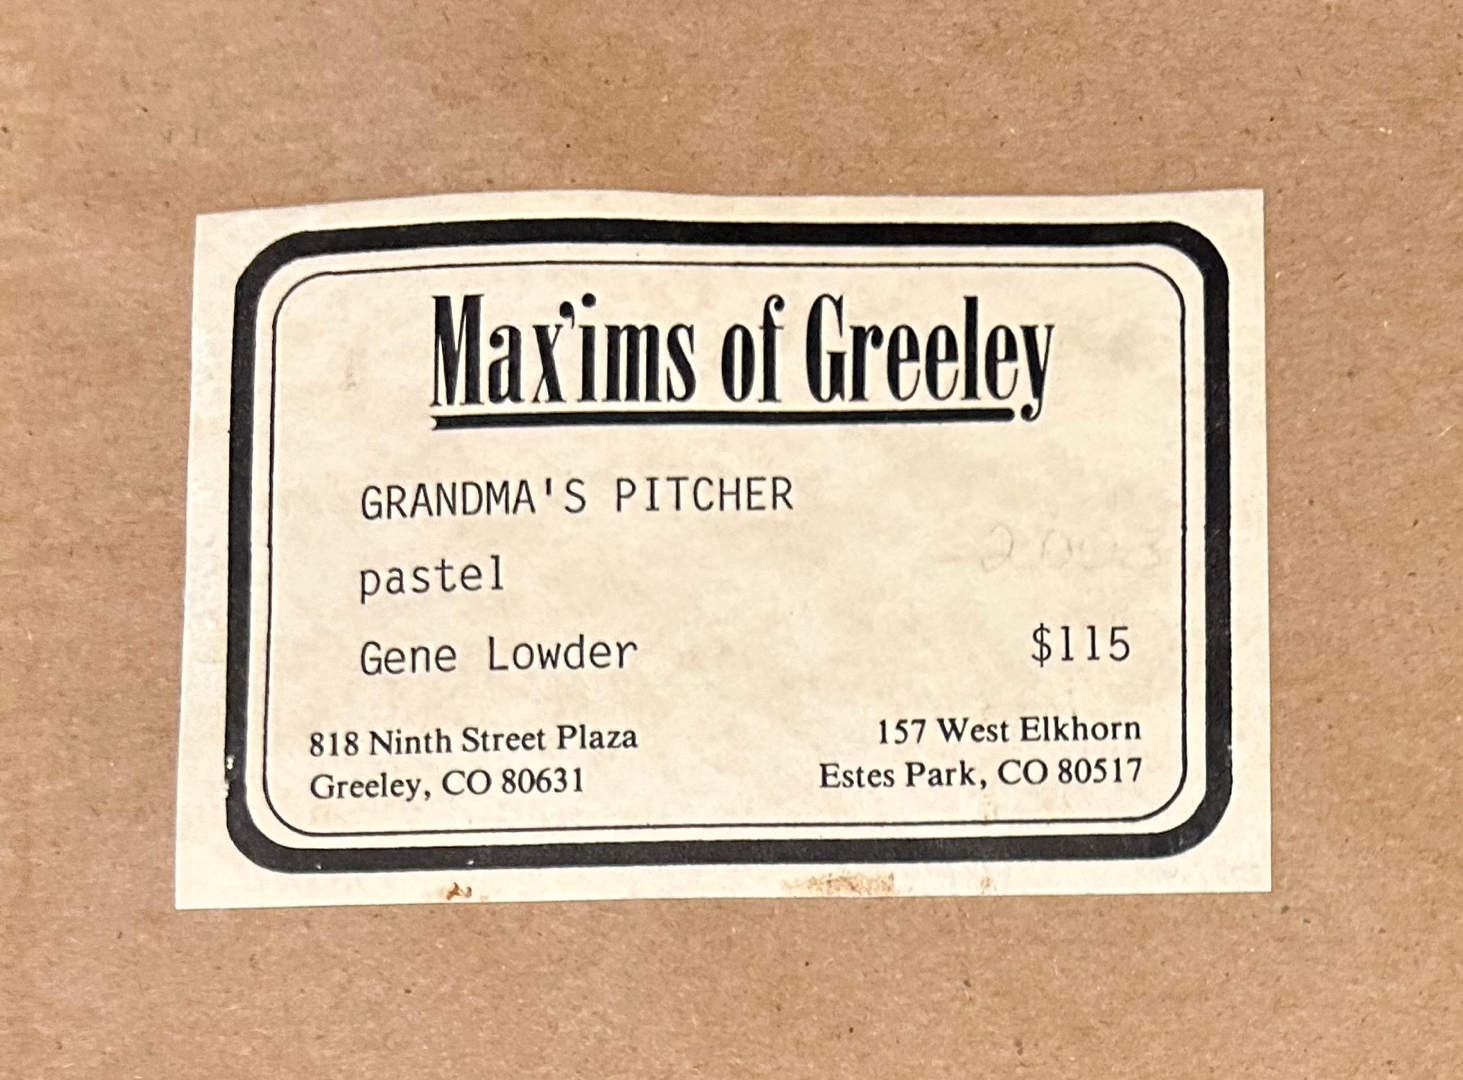 Max'ims of Greeley
GRANDMA'S PITCHER
pastel
Gene Lowder
$115
818 Ninth Street Plaza
Greeley, CO 80631
157 West Elkhorn
Estes Park, CO 80517